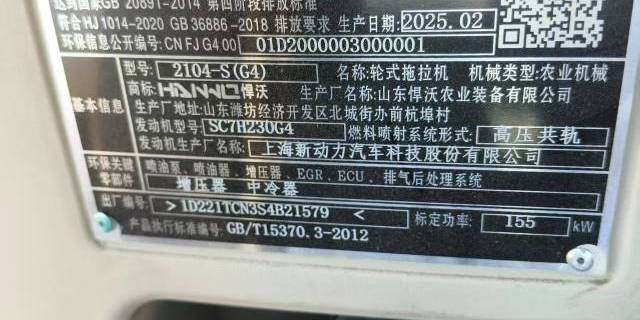 达到国家GB 20891-2014 第四阶段排放标准
符合HJ 1014-2020 GB 36886-2018 排放要求 生产日期 2025.02
环保信息公开编号: CN FJ G4 00 01D2000003000001
型号: 2104-S(G4) 名称: 轮式拖拉机 机械类型: 农业机械
商标: HANWO悍沃 生产厂名称: 山东悍沃农业装备有限公司
基本信息
生产厂地址: 山东潍坊经济开发区北城街办前杭埠村
发动机型号: SC7H230G4 燃料喷射系统形式: 高压共轨
发动机生产厂名称: 上海新动力汽车科技股份有限公司
环保关键零部件
喷油泵、喷油器、增压器、EGR、ECU、排气后处理系统
增压器 中冷器
出厂编号: >1D221TCN3S4B21579< 标定功率: 155 kW
产品执行标准编号: GB/T15370.3-2012